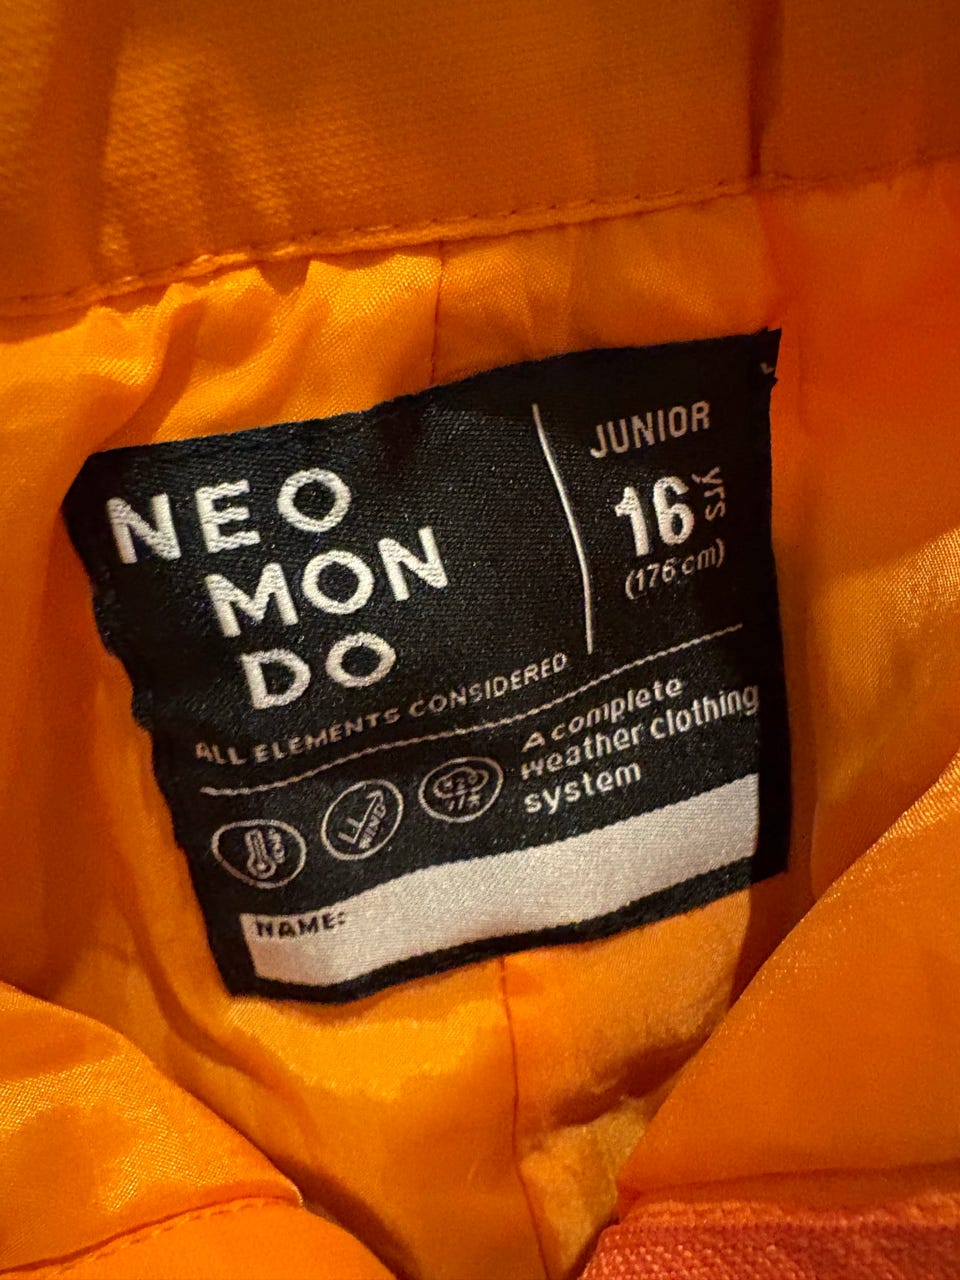 NEO
MON
DO
ALL ELEMENTS CONSIDERED
JUNIOR
16 yrs
(176 cm)
A complete
weather clothing
system
NAME: